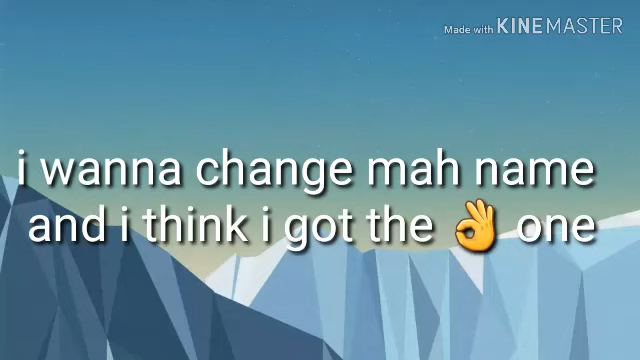 Made with KINEMASTER
i wanna change mah name
and i think i got the 👌 one